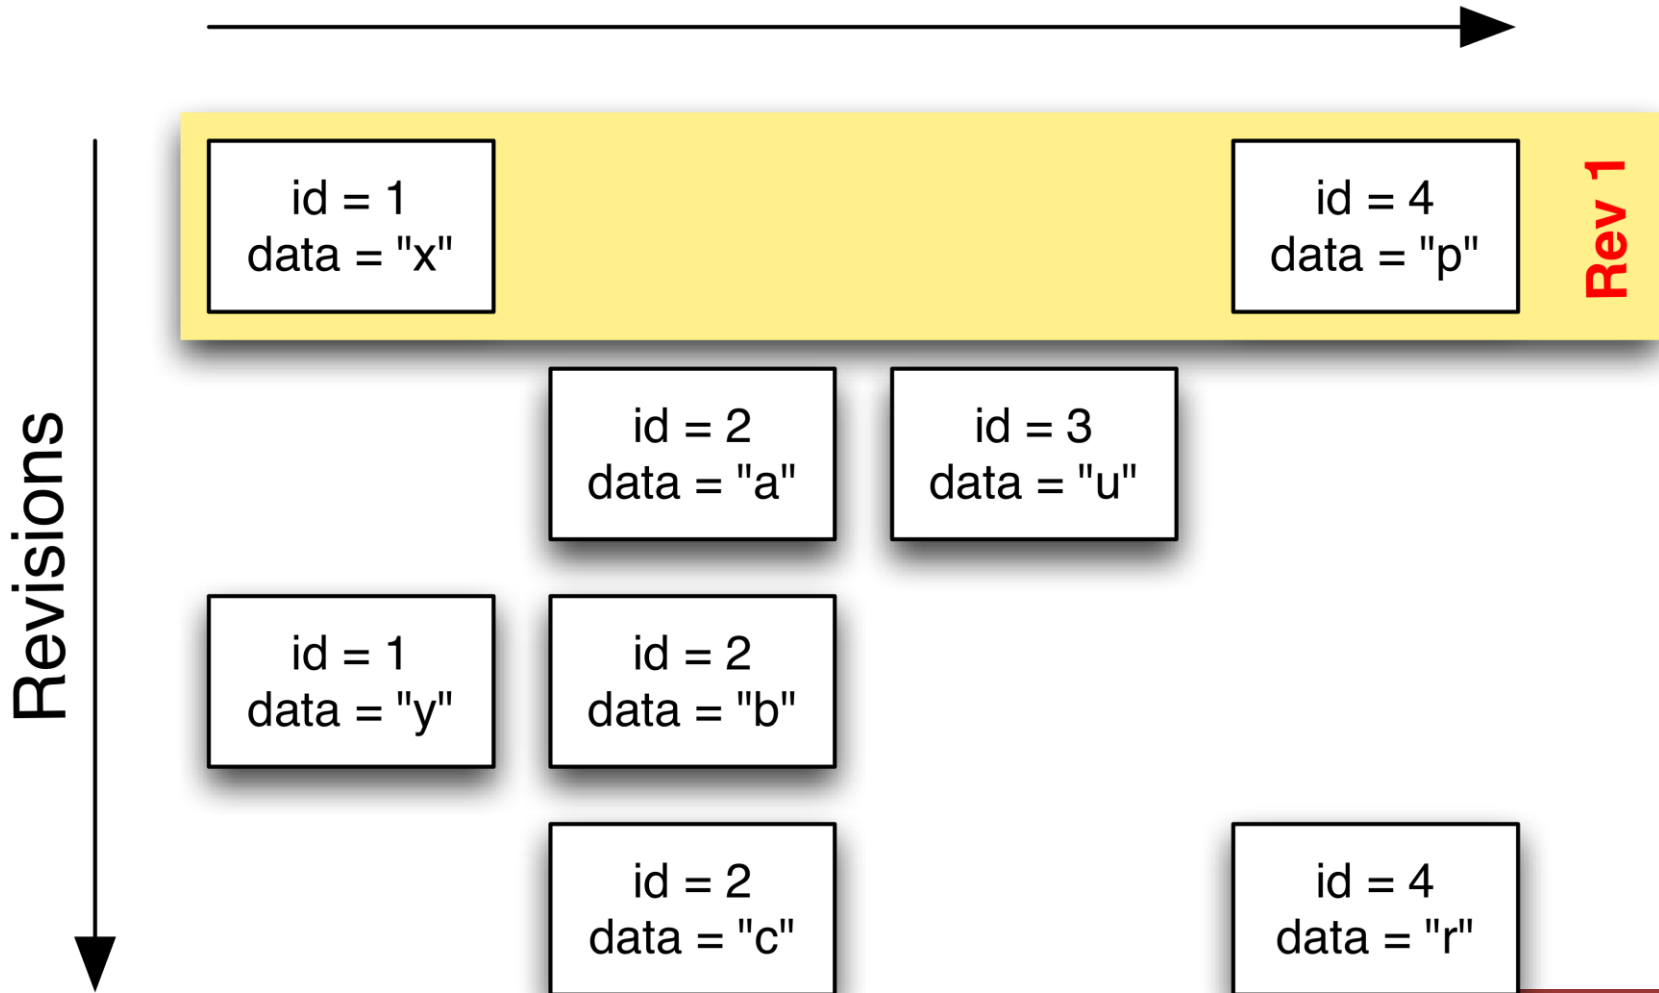 Revisions
id = 1
data = "x"
id = 4
data = "p"
Rev 1
id = 2
data = "a"
id = 3
data = "u"
id = 1
data = "y"
id = 2
data = "b"
id = 2
data = "c"
id = 4
data = "r"